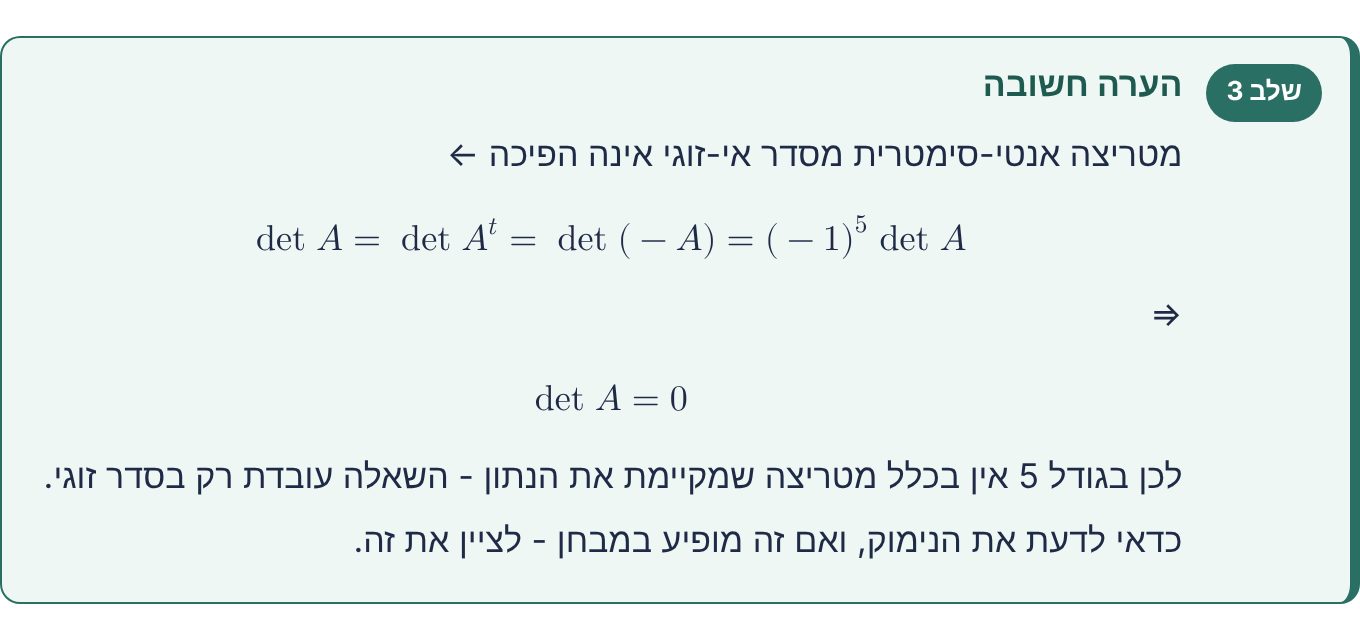 שלב 3
הערה חשובה
מטריצה אנטי-סימטרית מסדר אי-זוגי אינה הפיכה ←
det A = det A^t = det ( − A) = ( − 1)^5 det A
⇒
det A = 0
לכן בגודל 5 אין בכלל מטריצה שמקיימת את הנתון - השאלה עובדת רק בסדר זוגי.
כדאי לדעת את הנימוק, ואם זה מופיע במבחן - לציין את זה.